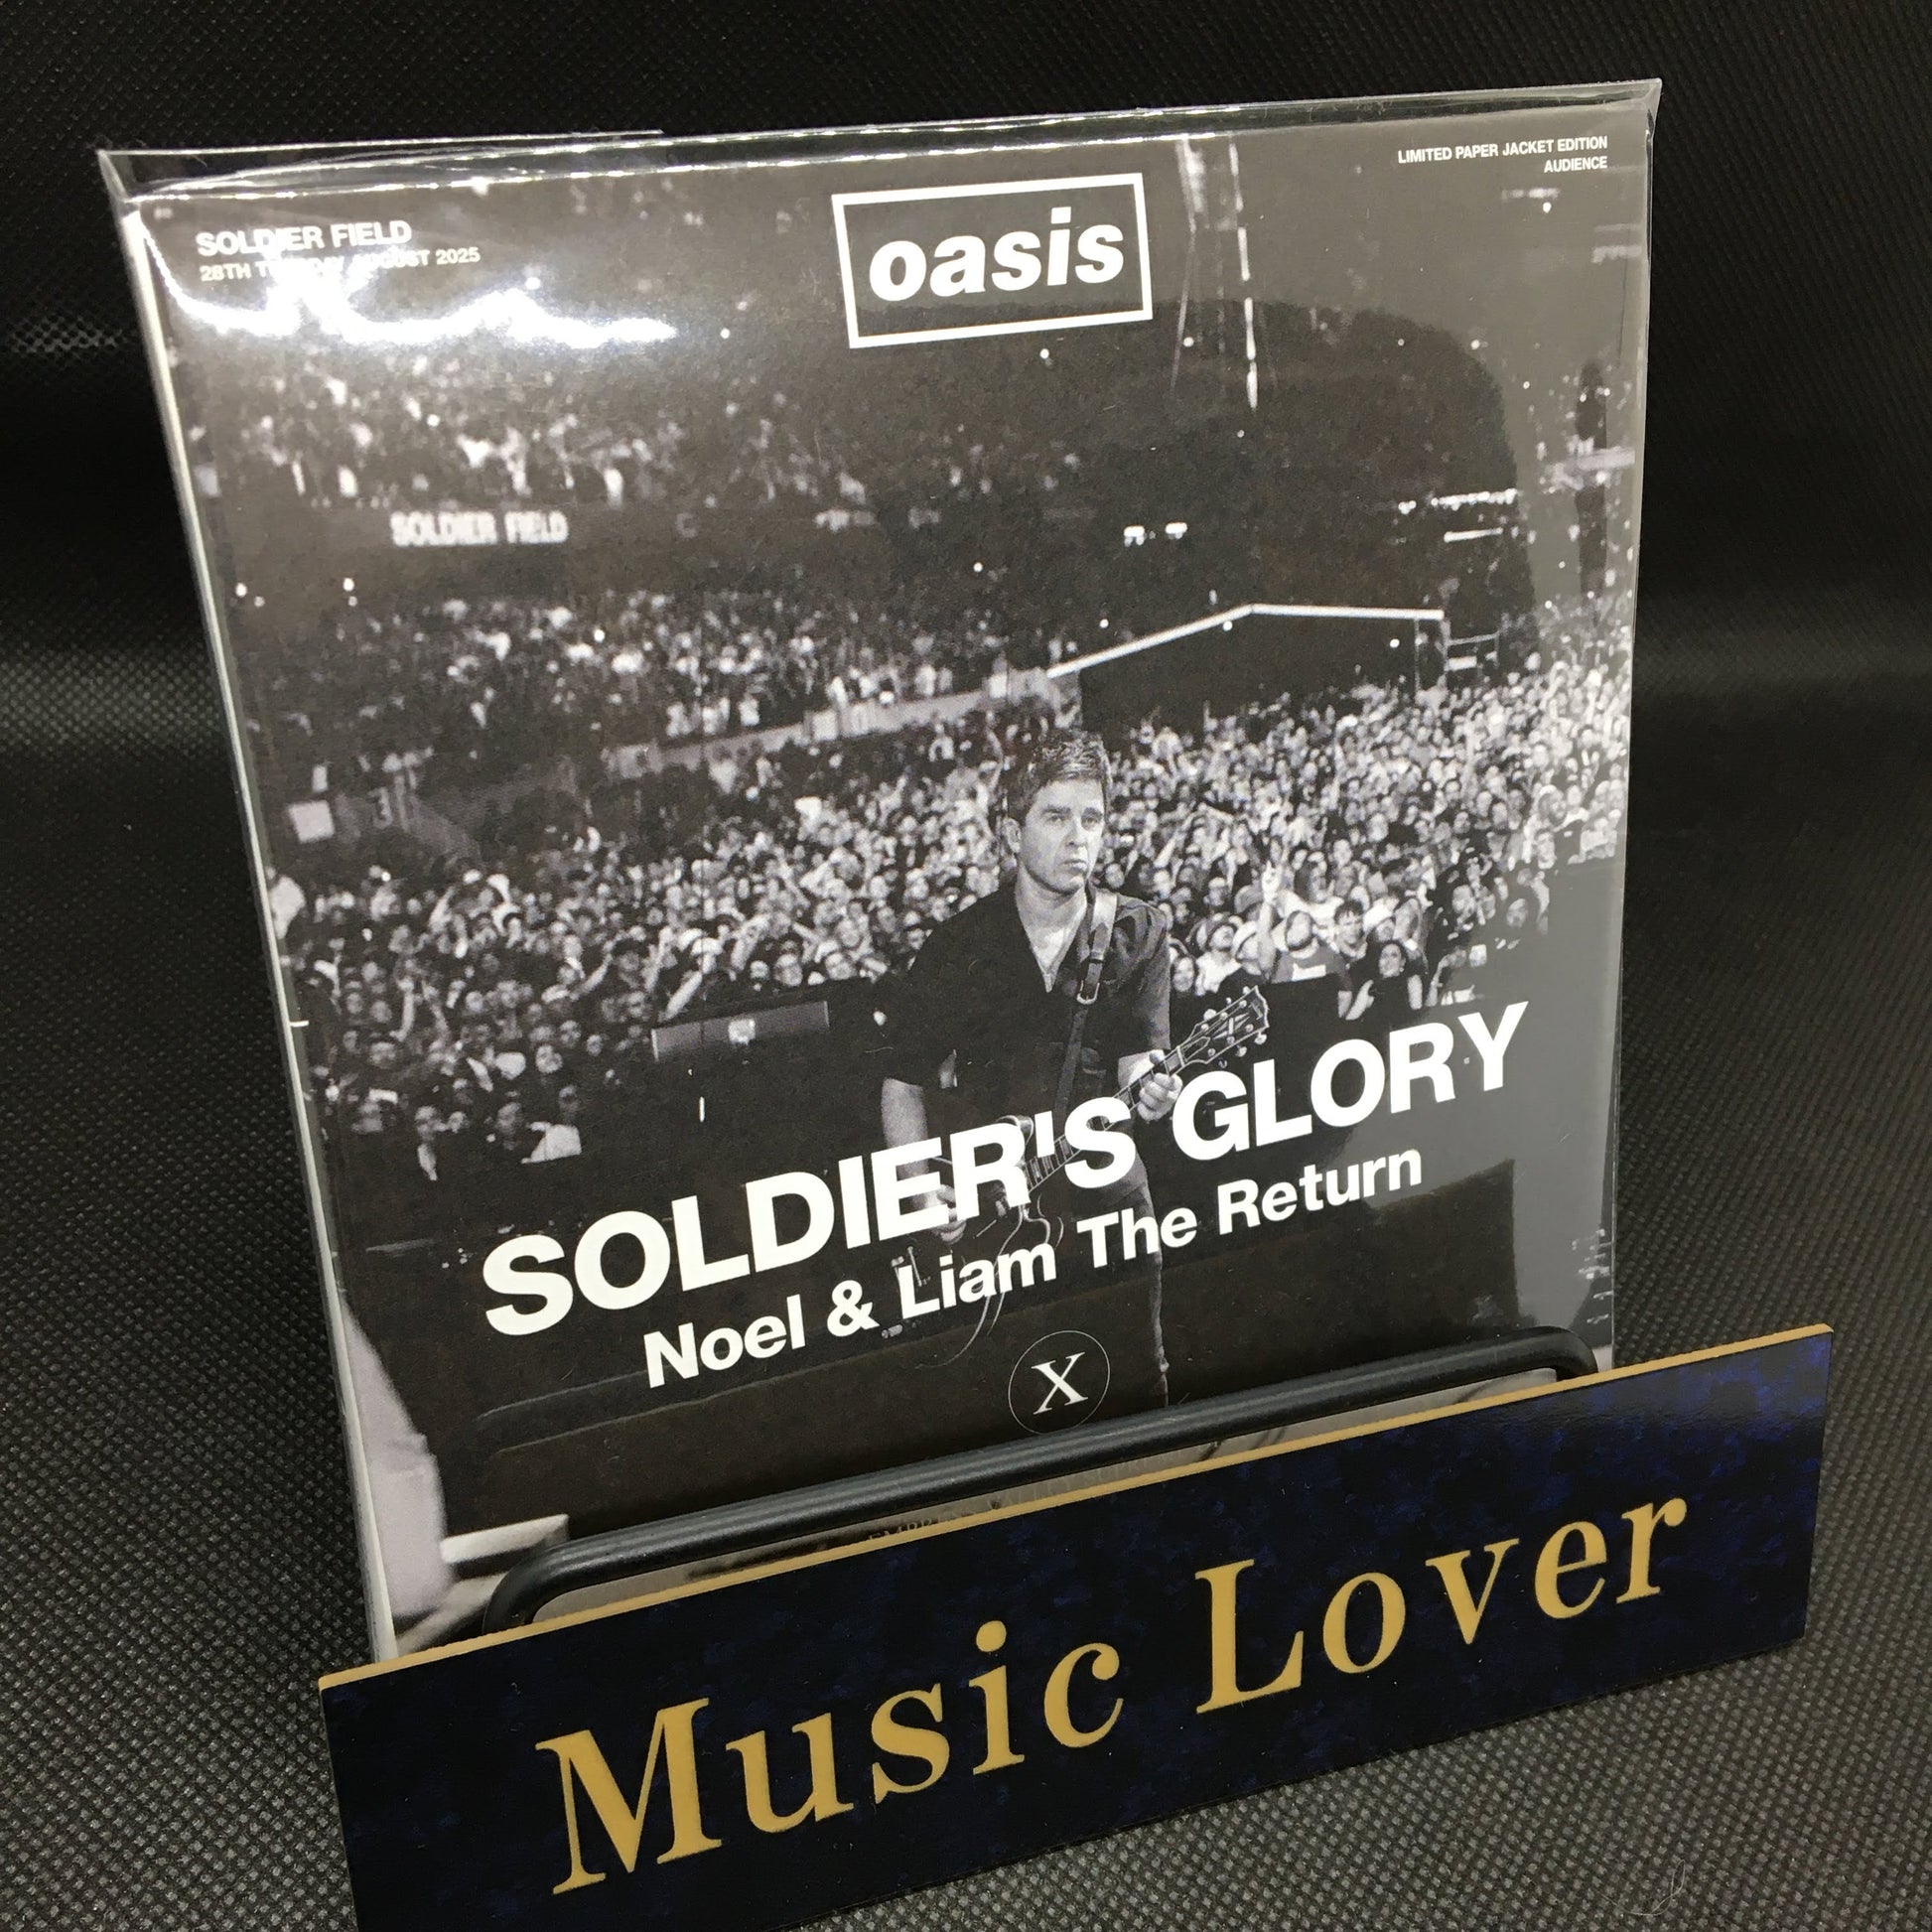 LIMITED PAPER JACKET EDITION
AUDIENCE
SOLDIER FIELD
28TH AUGUST 2025
oasis
SOLDIER FIELD
SOLDIER'S GLORY
Noel & Liam The Return
X
Music Lover